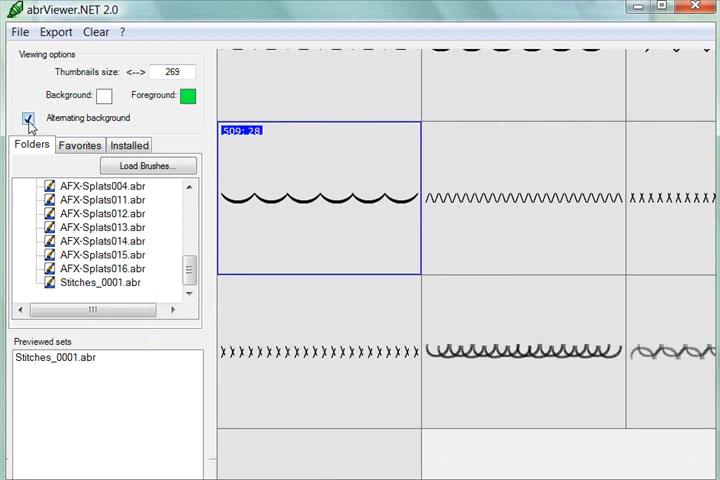 abrViewer.NET 2.0
File Export Clear ?
Viewing options
Thumbnails size: <--> 269
Background: Foreground:
Alternating background
Folders Favorites Installed
Load Brushes...
AFX-Splats004.abr
AFX-Splats011.abr
AFX-Splats012.abr
AFX-Splats013.abr
AFX-Splats014.abr
AFX-Splats015.abr
AFX-Splats016.abr
Stitches_0001.abr
Previewed sets
Stitches_0001.abr
509; 28